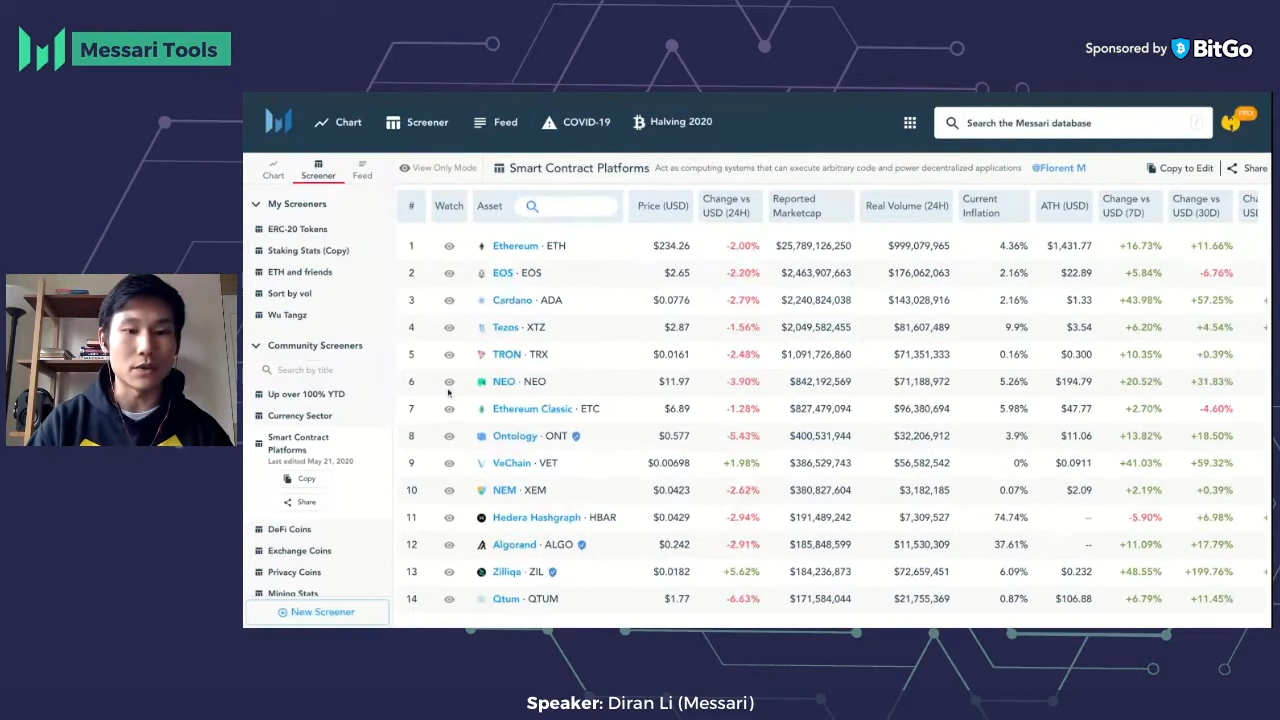 Messari Tools
Sponsored by BitGo
Chart Screener Feed COVID-19 Halving 2020 Search the Messari database / PRO
Chart Screener Feed
View Only Mode Smart Contract Platforms Act as computing systems that can execute arbitrary code and power decentralized applications @Florent M Copy to Edit Share
My Screeners
ERC-20 Tokens
Staking Stats (Copy)
ETH and friends
Sort by vol
Wu Tangz
Community Screeners
Search by title
Up over 100% YTD
Currency Sector
Smart Contract
Platforms
Last edited May 21, 2020
Copy
Share
DeFi Coins
Exchange Coins
Privacy Coins
Mining Stats
New Screener
# Watch Asset Price (USD) Change vs USD (24H) Reported Marketcap Real Volume (24H) Current Inflation ATH (USD) Change vs USD (7D) Change vs USD (30D)
1 Ethereum · ETH $234.26 -2.00% $25,789,126,250 $999,079,965 4.36% $1,431.77 +16.73% +11.66%
2 EOS · EOS $2.65 -2.20% $2,463,907,663 $176,062,063 2.16% $22.89 +5.84% -6.76%
3 Cardano · ADA $0.0776 -2.79% $2,240,824,038 $143,028,916 2.16% $1.33 +43.98% +57.25%
4 Tezos · XTZ $2.87 -1.56% $2,049,582,455 $81,607,489 9.9% $3.54 +6.20% +4.54%
5 TRON · TRX $0.0161 -2.48% $1,091,726,860 $71,351,333 0.16% $0.300 +10.35% +0.39%
6 NEO · NEO $11.97 -3.90% $842,192,569 $71,188,972 5.26% $194.79 +20.52% +31.83%
7 Ethereum Classic · ETC $6.89 -1.28% $827,479,094 $96,380,694 5.98% $47.77 +2.70% -4.60%
8 Ontology · ONT $0.577 -5.43% $400,531,944 $32,206,912 3.9% $11.06 +13.82% +18.50%
9 VeChain · VET $0.00698 +1.98% $386,529,743 $56,582,542 0% $0.0911 +41.03% +59.32%
10 NEM · XEM $0.0423 -2.62% $380,827,604 $3,182,185 0.07% $2.09 +2.19% +0.39%
11 Hedera Hashgraph · HBAR $0.0429 -2.94% $191,489,242 $7,309,527 74.74% -- -5.90% +6.98%
12 Algorand · ALGO $0.242 -2.91% $185,848,599 $11,530,309 37.61% -- +11.09% +17.79%
13 Zilliqa · ZIL $0.0182 +5.62% $184,236,873 $72,659,451 6.09% $0.232 +48.55% +199.76%
14 Qtum · QTUM $1.77 -6.63% $171,584,044 $21,755,369 0.87% $106.88 +6.79% +11.45%
Speaker: Diran Li (Messari)